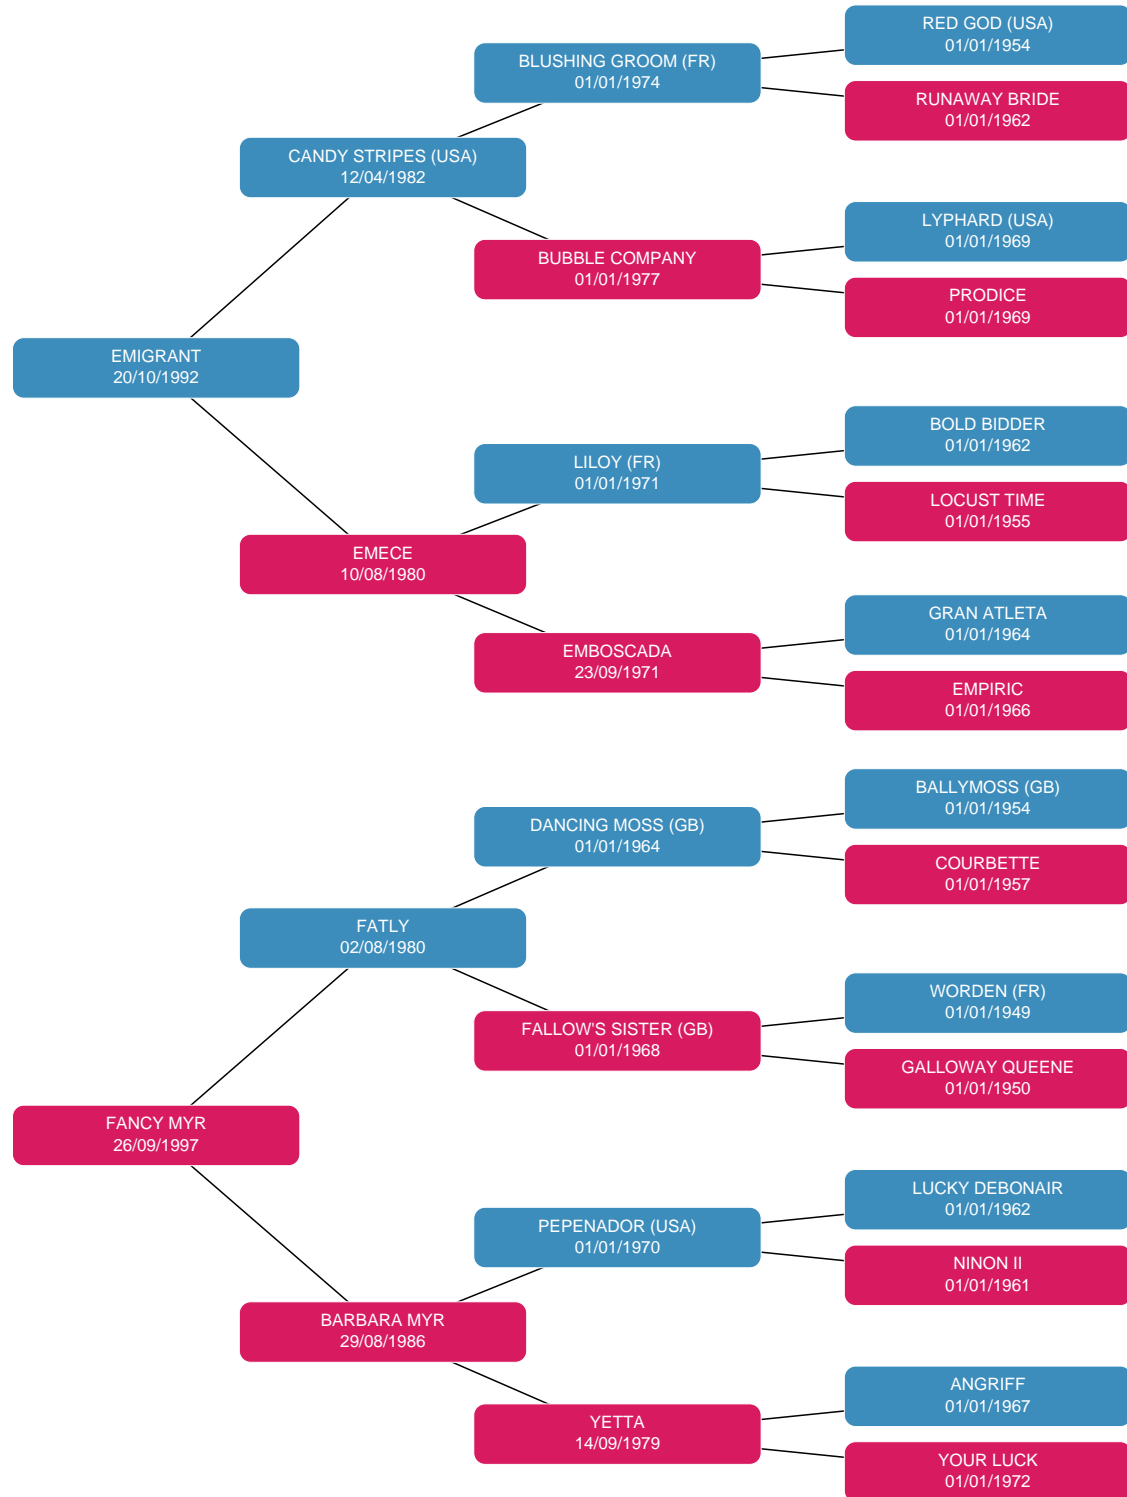 RED GOD (USA)
01/01/1954
BLUSHING GROOM (FR)
01/01/1974
RUNAWAY BRIDE
01/01/1962
CANDY STRIPES (USA)
12/04/1982
LYPHARD (USA)
01/01/1969
BUBBLE COMPANY
01/01/1977
PRODICE
01/01/1969
EMIGRANT
20/10/1992
BOLD BIDDER
01/01/1962
LILOY (FR)
01/01/1971
LOCUST TIME
01/01/1955
EMECE
10/08/1980
GRAN ATLETA
01/01/1964
EMBOSCADA
23/09/1971
EMPIRIC
01/01/1966
BALLYMOSS (GB)
01/01/1954
DANCING MOSS (GB)
01/01/1964
COURBETTE
01/01/1957
FATLY
02/08/1980
WORDEN (FR)
01/01/1949
FALLOW'S SISTER (GB)
01/01/1968
GALLOWAY QUEENE
01/01/1950
FANCY MYR
26/09/1997
LUCKY DEBONAIR
01/01/1962
PEPENADOR (USA)
01/01/1970
NINON II
01/01/1961
BARBARA MYR
29/08/1986
ANGRIFF
01/01/1967
YETTA
14/09/1979
YOUR LUCK
01/01/1972